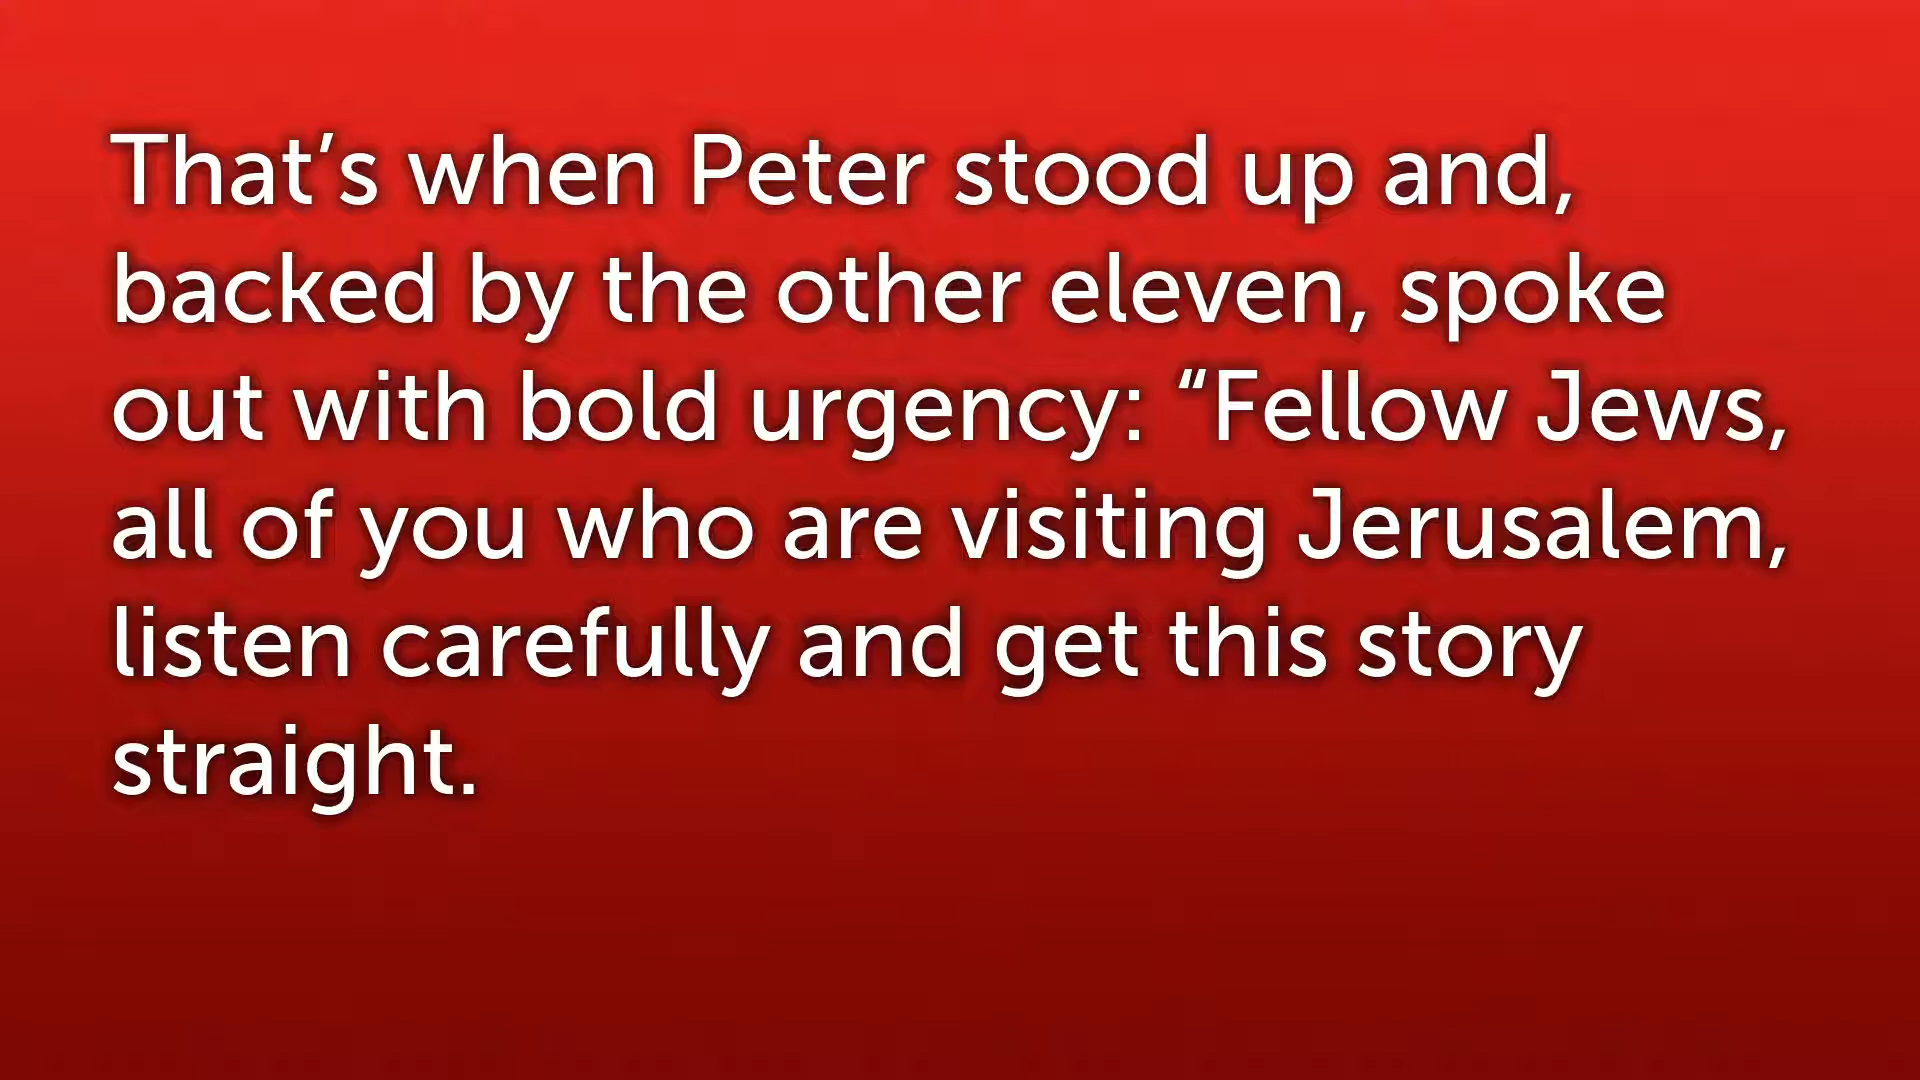 That’s when Peter stood up and,
backed by the other eleven, spoke
out with bold urgency: “Fellow Jews,
all of you who are visiting Jerusalem,
listen carefully and get this story
straight.